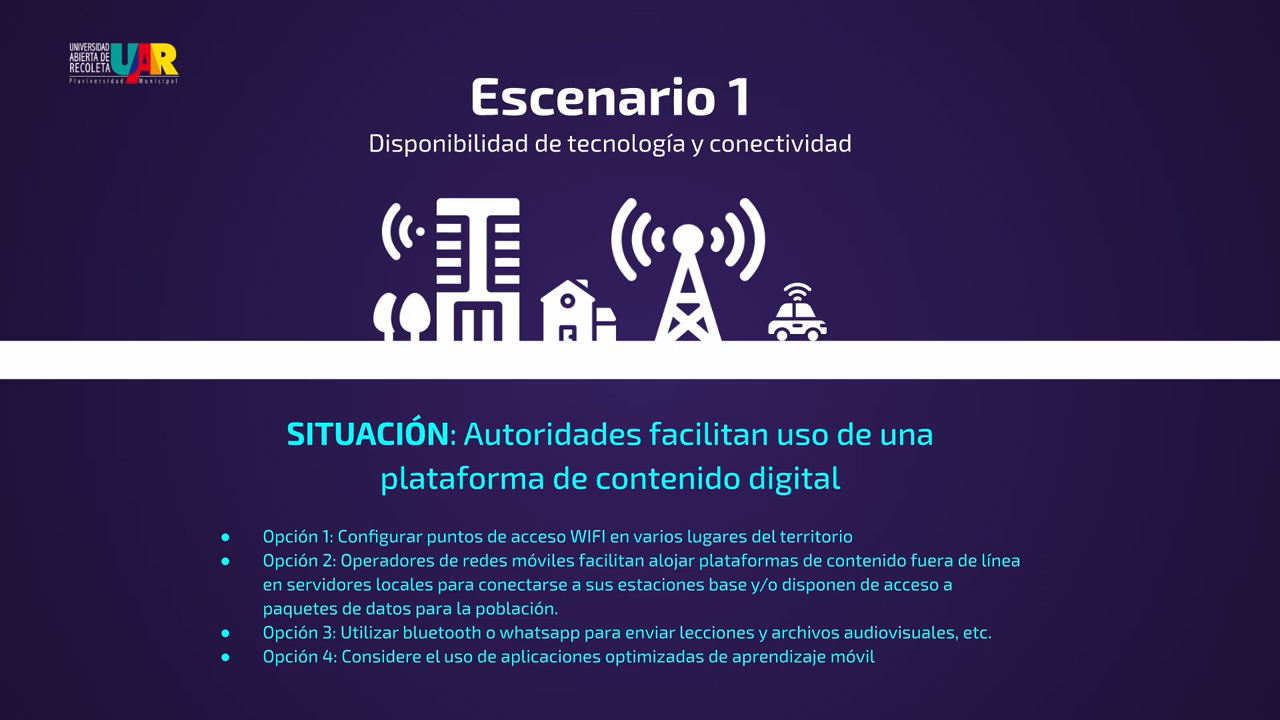 UNIVERSIDAD
ABIERTA DE
RECOLETA
UAR
Pluriversidad Municipal
Escenario 1
Disponibilidad de tecnología y conectividad
SITUACIÓN: Autoridades facilitan uso de una
plataforma de contenido digital
● Opción 1: Configurar puntos de acceso WIFI en varios lugares del territorio
● Opción 2: Operadores de redes móviles facilitan alojar plataformas de contenido fuera de línea
en servidores locales para conectarse a sus estaciones base y/o disponen de acceso a
paquetes de datos para la población.
● Opción 3: Utilizar bluetooth o whatsapp para enviar lecciones y archivos audiovisuales, etc.
● Opción 4: Considere el uso de aplicaciones optimizadas de aprendizaje móvil